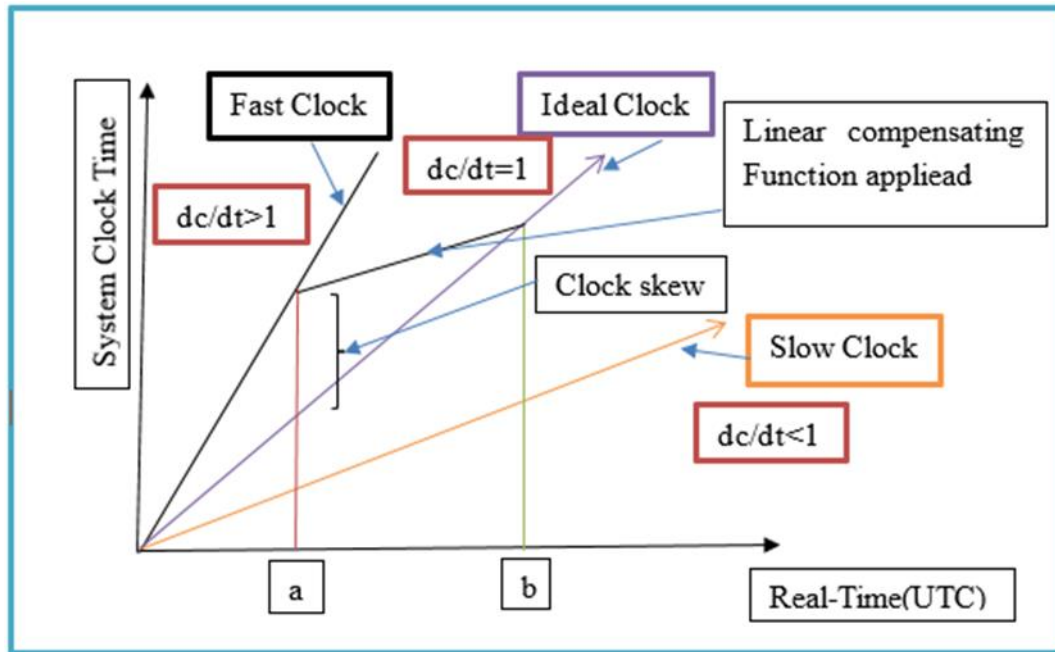 Fast Clock
Ideal Clock
Linear compensating
Function appliead
dc/dt=1
dc/dt>1
System Clock Time
Clock skew
Slow Clock
dc/dt<1
a
b
Real-Time(UTC)